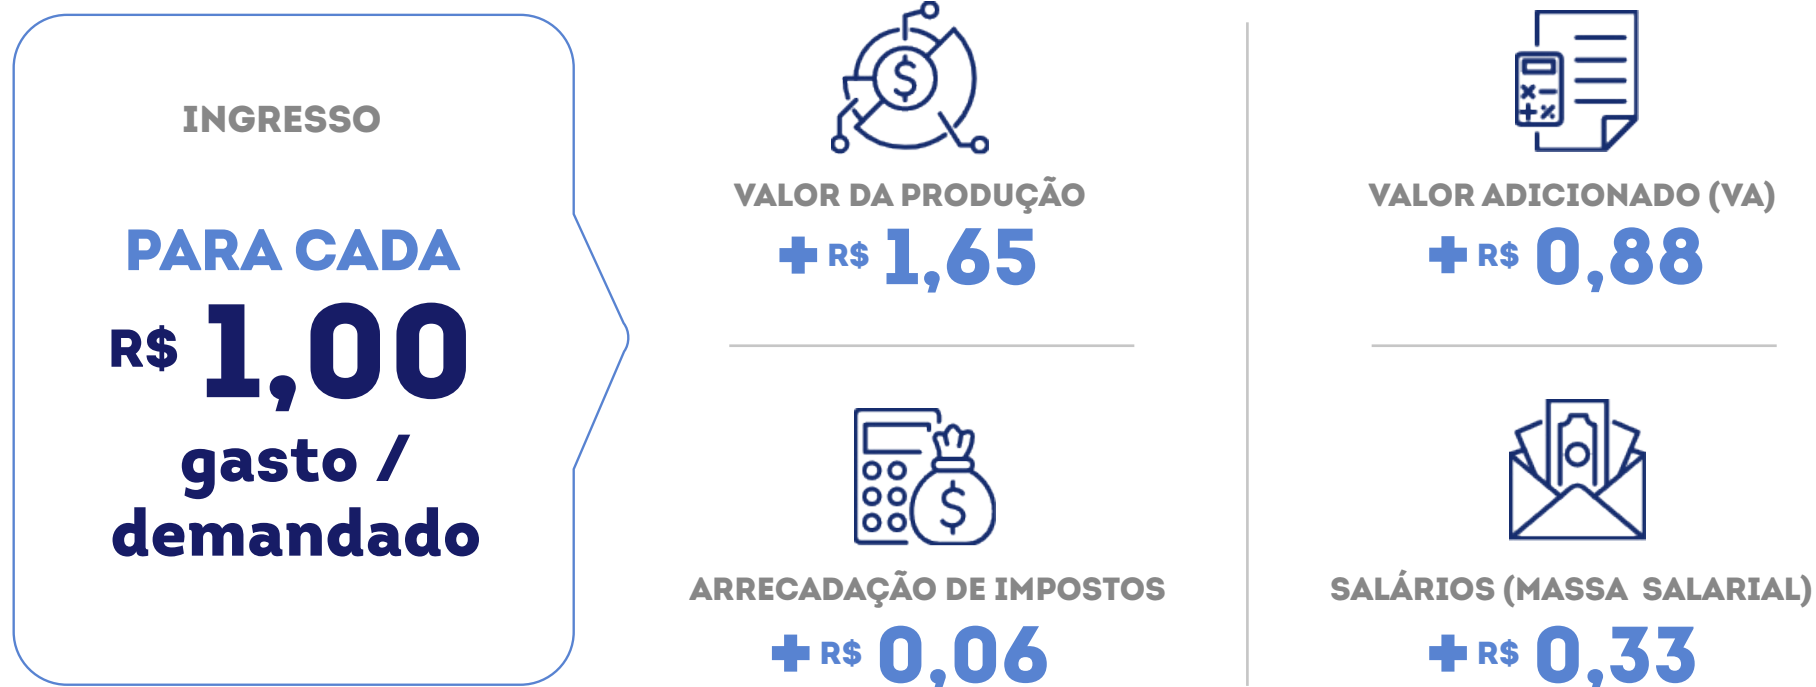 INGRESSO
PARA CADA
R$ 1,00
gasto /
demandado
VALOR DA PRODUÇÃO
+ R$ 1,65
VALOR ADICIONADO (VA)
+ R$ 0,88
ARRECADAÇÃO DE IMPOSTOS
+ R$ 0,06
SALÁRIOS (MASSA SALARIAL)
+ R$ 0,33